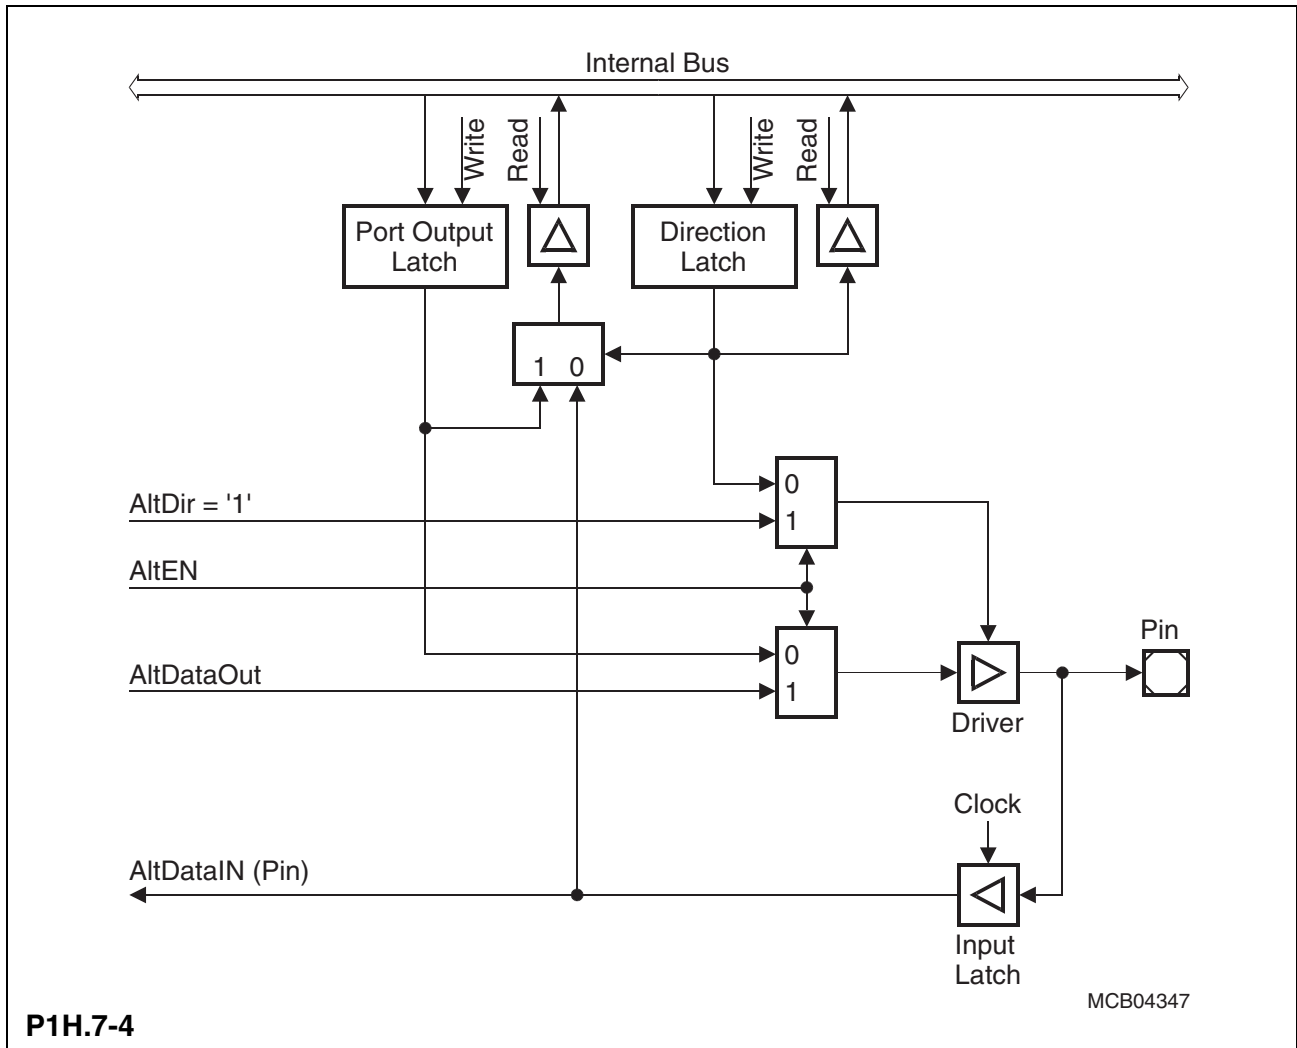 Internal Bus
Write
Read
Write
Read
Port Output
Latch
Direction
Latch
1 0
AltDir = '1'
0
1
AltEN
AltDataOut
0
1
Pin
Driver
Clock
AltDataIN (Pin)
Input
Latch
MCB04347
P1H.7-4